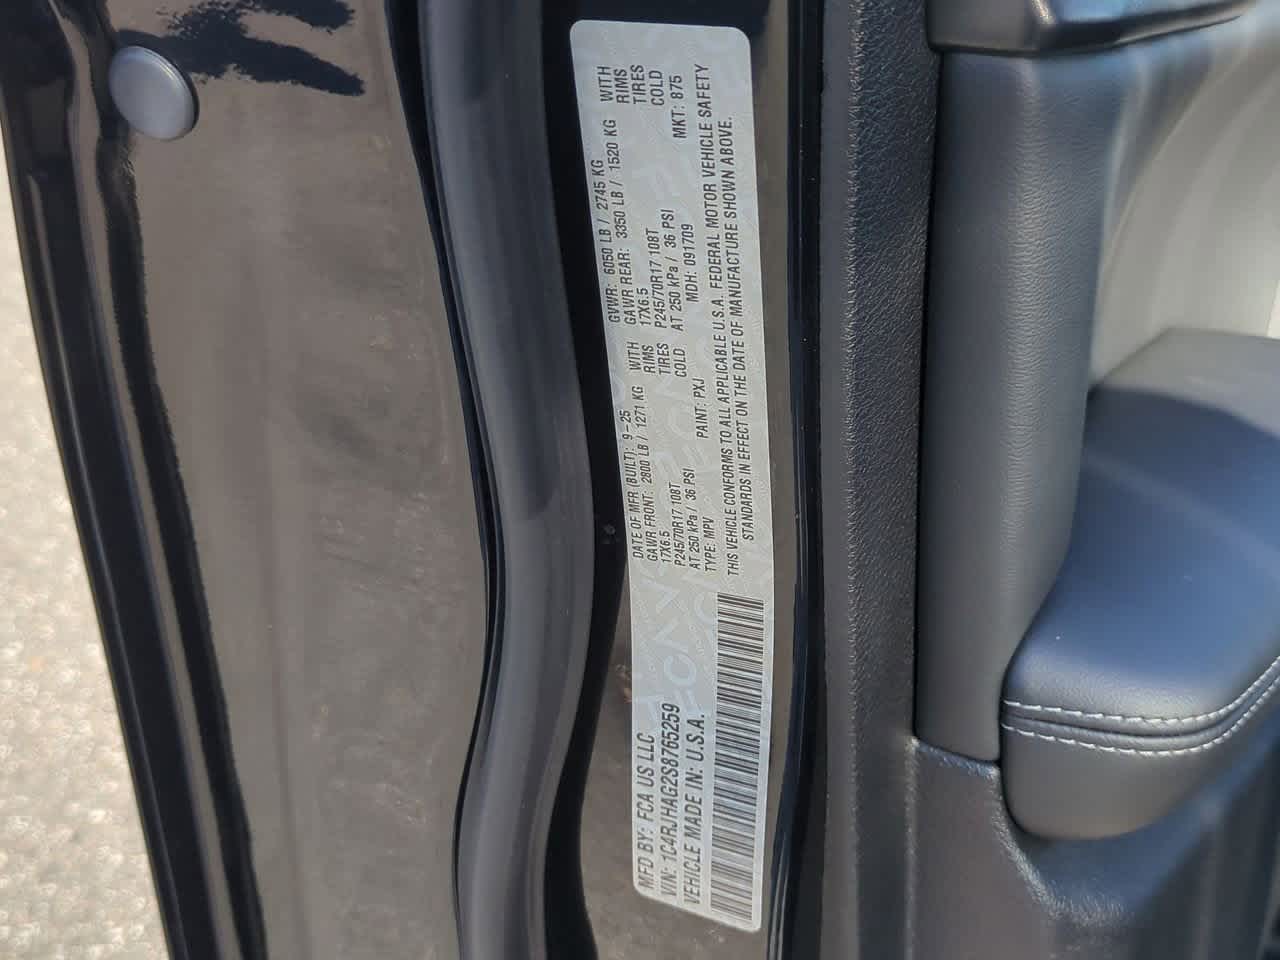 MFD BY: FCA US LLC
VIN: 1C4RJHAG2S8765259
VEHICLE MADE IN: U.S.A.
DATE OF MFR (BUILT): 9-25 GVWR: 6050 LB / 2745 KG
GAWR FRONT: 2800 LB / 1271 KG WITH GAWR REAR: 3350 LB / 1520 KG WITH
17X6.5 RIMS 17X6.5 RIMS
P245/70R17 108T TIRES P245/70R17 108T TIRES
AT 250 kPa / 36 PSI COLD AT 250 kPa / 36 PSI COLD
TYPE: MPV PAINT: PXJ MDH: 091709 MKT: 875
THIS VEHICLE CONFORMS TO ALL APPLICABLE U.S.A. FEDERAL MOTOR VEHICLE SAFETY
STANDARDS IN EFFECT ON THE DATE OF MANUFACTURE SHOWN ABOVE.